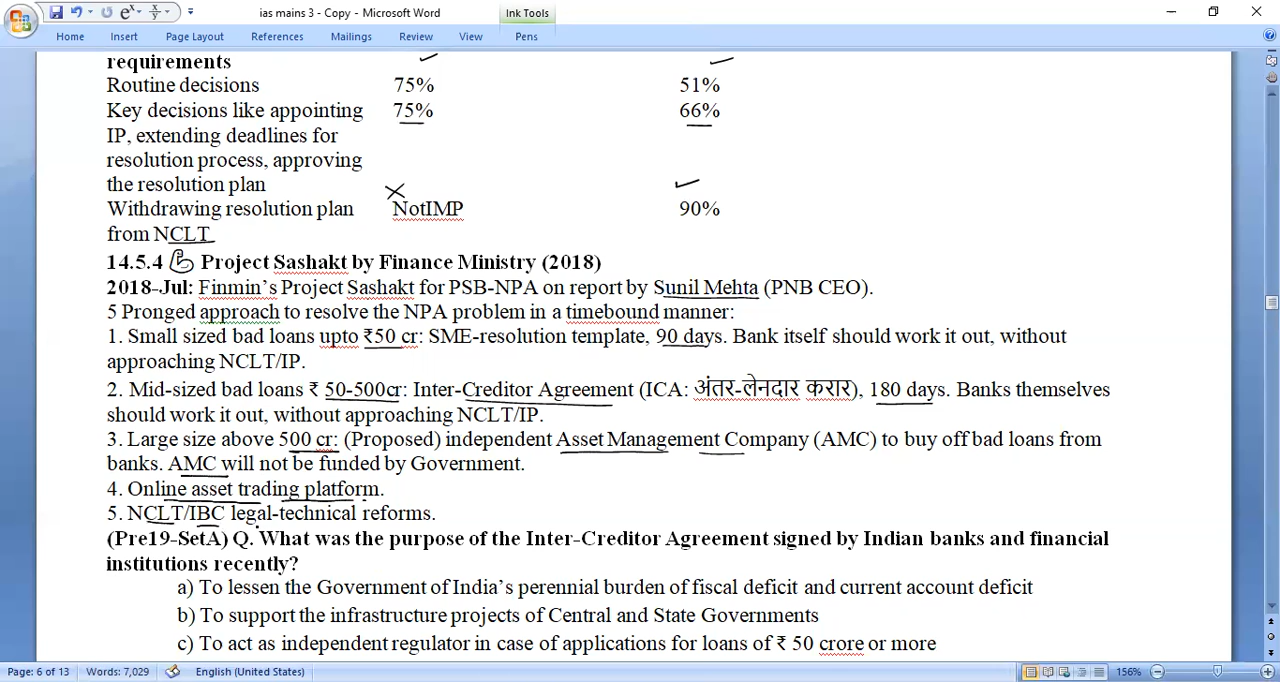 ias mains 3 - Copy - Microsoft Word
Ink Tools
Home Insert Page Layout References Mailings Review View Pens
requirements
Routine decisions 75% 51%
Key decisions like appointing 75% 66%
IP, extending deadlines for
resolution process, approving
the resolution plan
Withdrawing resolution plan NotIMP 90%
from NCLT
14.5.4 Project Sashakt by Finance Ministry (2018)
2018-Jul: Finmin's Project Sashakt for PSB-NPA on report by Sunil Mehta (PNB CEO).
5 Pronged approach to resolve the NPA problem in a timebound manner:
1. Small sized bad loans upto ₹50 cr: SME-resolution template, 90 days. Bank itself should work it out, without
approaching NCLT/IP.
2. Mid-sized bad loans ₹ 50-500cr: Inter-Creditor Agreement (ICA: अंतर-लेनदार करार), 180 days. Banks themselves
should work it out, without approaching NCLT/IP.
3. Large size above 500 cr: (Proposed) independent Asset Management Company (AMC) to buy off bad loans from
banks. AMC will not be funded by Government.
4. Online asset trading platform.
5. NCLT/IBC legal-technical reforms.
(Pre19-SetA) Q. What was the purpose of the Inter-Creditor Agreement signed by Indian banks and financial
institutions recently?
a) To lessen the Government of India's perennial burden of fiscal deficit and current account deficit
b) To support the infrastructure projects of Central and State Governments
c) To act as independent regulator in case of applications for loans of ₹ 50 crore or more
Page: 6 of 13 Words: 7,029 English (United States) 156%